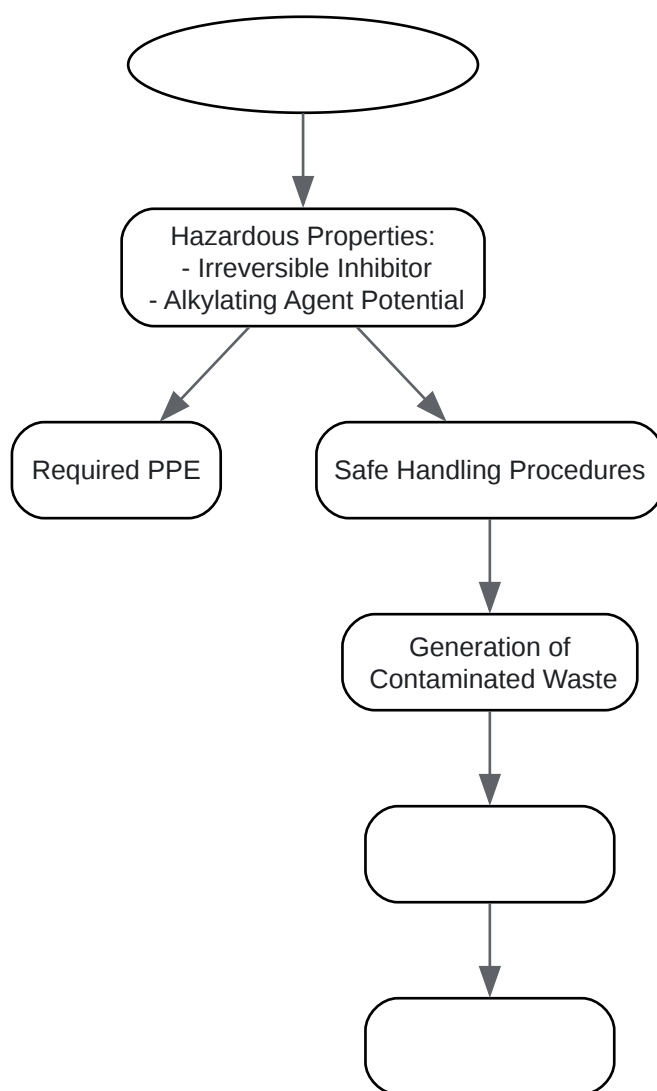 Hazardous Properties:
- Irreversible Inhibitor
- Alkylating Agent Potential
Required PPE
Safe Handling Procedures
Generation of
Contaminated Waste